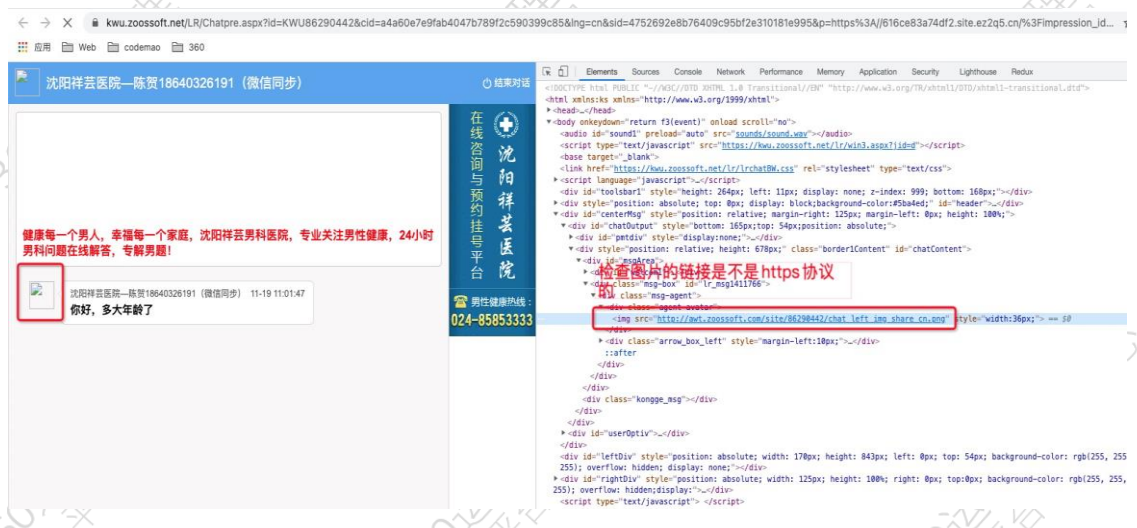 kwu.zoossoft.net/LR/Chatpre.aspx?id=KWU86290442&cid=a4a60e7e9fab4047b789f2c590399c85&lng=cn&sid=4752692e8b76409c95bf2e310181e995&p=https%3A//616ce83a74df2.site.ez2q5.cn/%3Fimpression_id...
应用 Web codemao 360
沈阳祥芸医院—陈贺18640326191（微信同步）
结束对话
健康每一个男人，幸福每一个家庭，沈阳祥芸男科医院，专业关注男性健康，24小时
男科问题在线解答，专解男题！
沈阳祥芸医院—陈贺18640326191（微信同步） 11-19 11:01:47
你好，多大年龄了
在线咨询与预约挂号平台
沈阳祥芸医院
男性健康热线：
024-85853333
Elements Sources Console Network Performance Memory Application Security Lighthouse Redux
<!DOCTYPE html PUBLIC "-//W3C//DTD XHTML 1.0 Transitional//EN" "http://www.w3.org/TR/xhtml1/DTD/xhtml1-transitional.dtd">
<html xmlns:ks xmlns="http://www.w3.org/1999/xhtml">
<head>…</head>
<body onkeydown="return f3(event)" onload scroll="no">
<audio id="sound1" preload="auto" src="sounds/sound.wav"></audio>
<script type="text/javascript" src="https://kwu.zoossoft.net/lr/win3.aspx?jid=d"></script>
<base target="_blank">
<link href="https://kwu.zoossoft.net/lr/lrchatBW.css" rel="stylesheet" type="text/css">
<script language="javascript">…</script>
<div id="toolsbar1" style="height: 264px; left: 11px; display: none; z-index: 999; bottom: 168px;"></div>
<div style="position: absolute; top: 0px; display: block;background-color:#5ba4ed;" id="header">…</div>
<div id="centerMsg" style="position: relative; margin-right: 125px; margin-left: 0px; height: 100%;">
<div id="chatOutput" style="bottom: 165px;top: 54px;position:absolute;">
<div id="pmtdiv" style="display:none;">…</div>
<div style="position: relative; height: 678px;" class="border1Content" id="chatContent">
<div id="msgArea">
检查图片的链接是不是https协议
的
class="msg-box" id="lr_msg1411766">
<div class="msg-agent">
<div class="agent-avatar">
<img src="http://awt.zoossoft.com/site/86290442/chat_left_img_share_cn.png" style="width:36px;"> == $0
</div>
<div class="arrow_box_left" style="margin-left:10px;">…</div>
::after
</div>
</div>
<div class="kongge_msg"></div>
</div>
</div>
<div id="userOptiv">…</div>
</div>
<div id="leftDiv" style="position: absolute; width: 170px; height: 843px; left: 0px; top: 54px; background-color: rgb(255, 255
255); overflow: hidden; display: none;"></div>
<div id="rightDiv" style="position: absolute; width: 125px; height: 100%; right: 0px; top:0px; background-color: rgb(255, 255,
255); overflow: hidden;display:">…</div>
<script type="text/javascript"> </script>